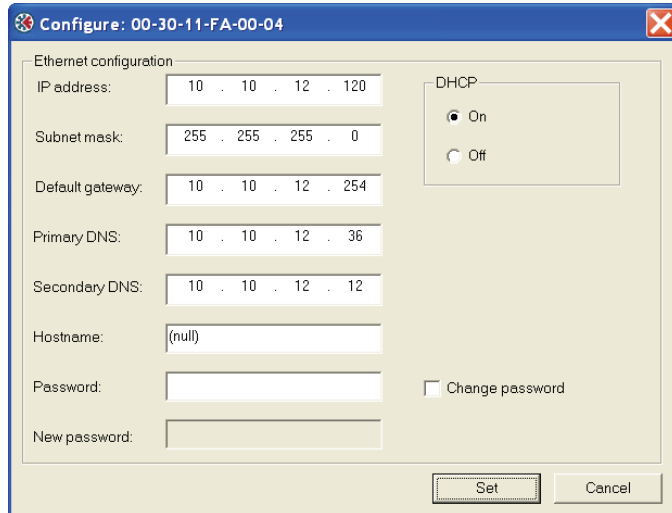 Configure: 00-30-11-FA-00-04
Ethernet configuration
IP address: 10 . 10 . 12 . 120
DHCP
On
Subnet mask: 255 . 255 . 255 . 0
Off
Default gateway: 10 . 10 . 12 . 254
Primary DNS: 10 . 10 . 12 . 36
Secondary DNS: 10 . 10 . 12 . 12
Hostname: (null)
Password:
Change password
New password:
Set Cancel